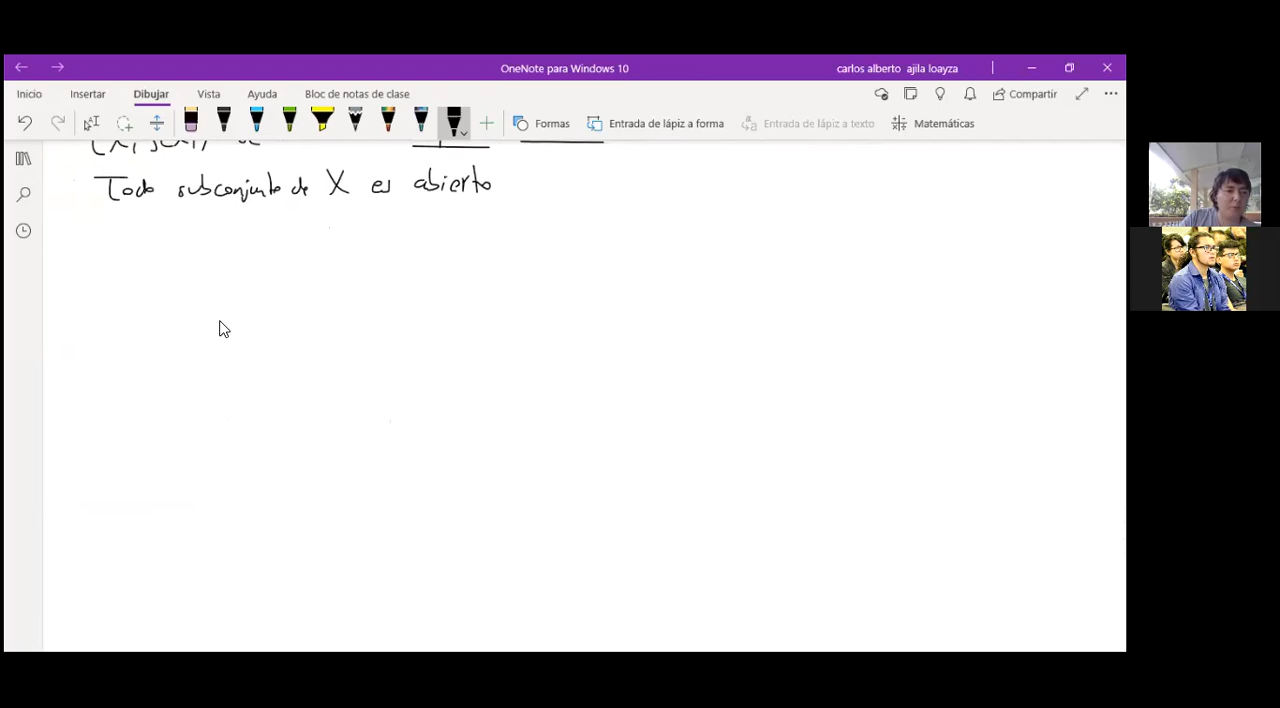 OneNote para Windows 10
carlos alberto ajila loayza
Inicio Insertar Dibujar Vista Ayuda Bloc de notas de clase
Compartir
Formas Entrada de lápiz a forma Entrada de lápiz a texto Matemáticas
Todo subconjunto de X es abierto